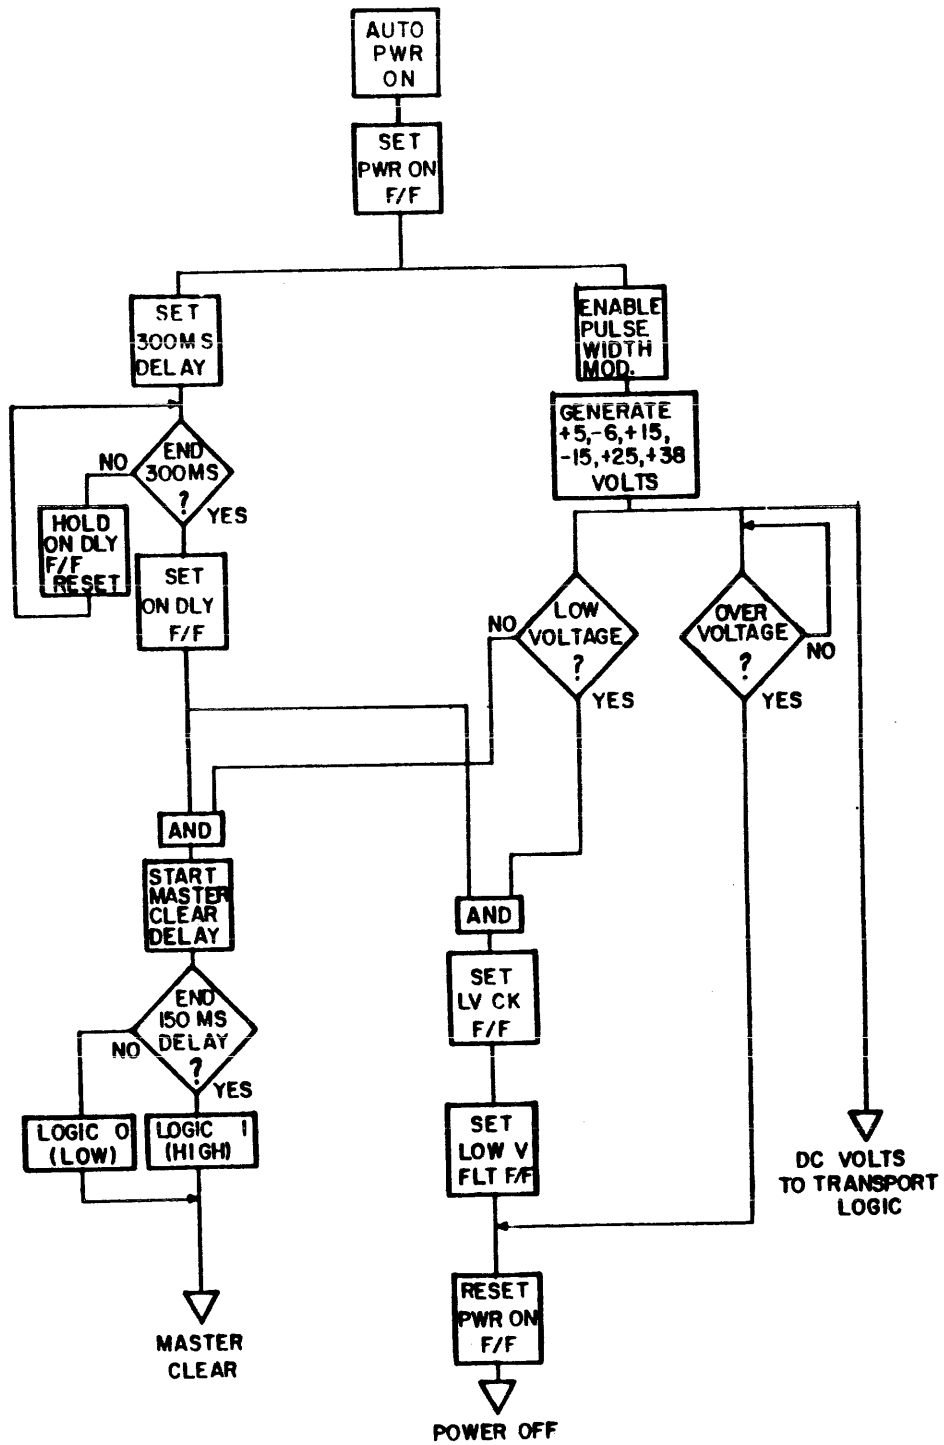 AUTO
PWR
ON
SET
PWR ON
F/F
SET
300MS
DELAY
ENABLE
PULSE
WIDTH
MOD.
GENERATE
+5,-6,+15,
-15,+25,+38
VOLTS
END
300MS
?
NO
YES
HOLD
ON DLY
F/F
RESET
SET
ON DLY
F/F
LOW
VOLTAGE
?
NO
YES
OVER
VOLTAGE
?
NO
YES
AND
START
MASTER
CLEAR
DELAY
AND
END
150 MS
DELAY
?
NO
YES
SET
LV CK
F/F
LOGIC 0
(LOW)
LOGIC 1
(HIGH)
SET
LOW V
FLT F/F
DC VOLTS
TO TRANSPORT
LOGIC
RESET
PWR ON
F/F
MASTER
CLEAR
POWER OFF